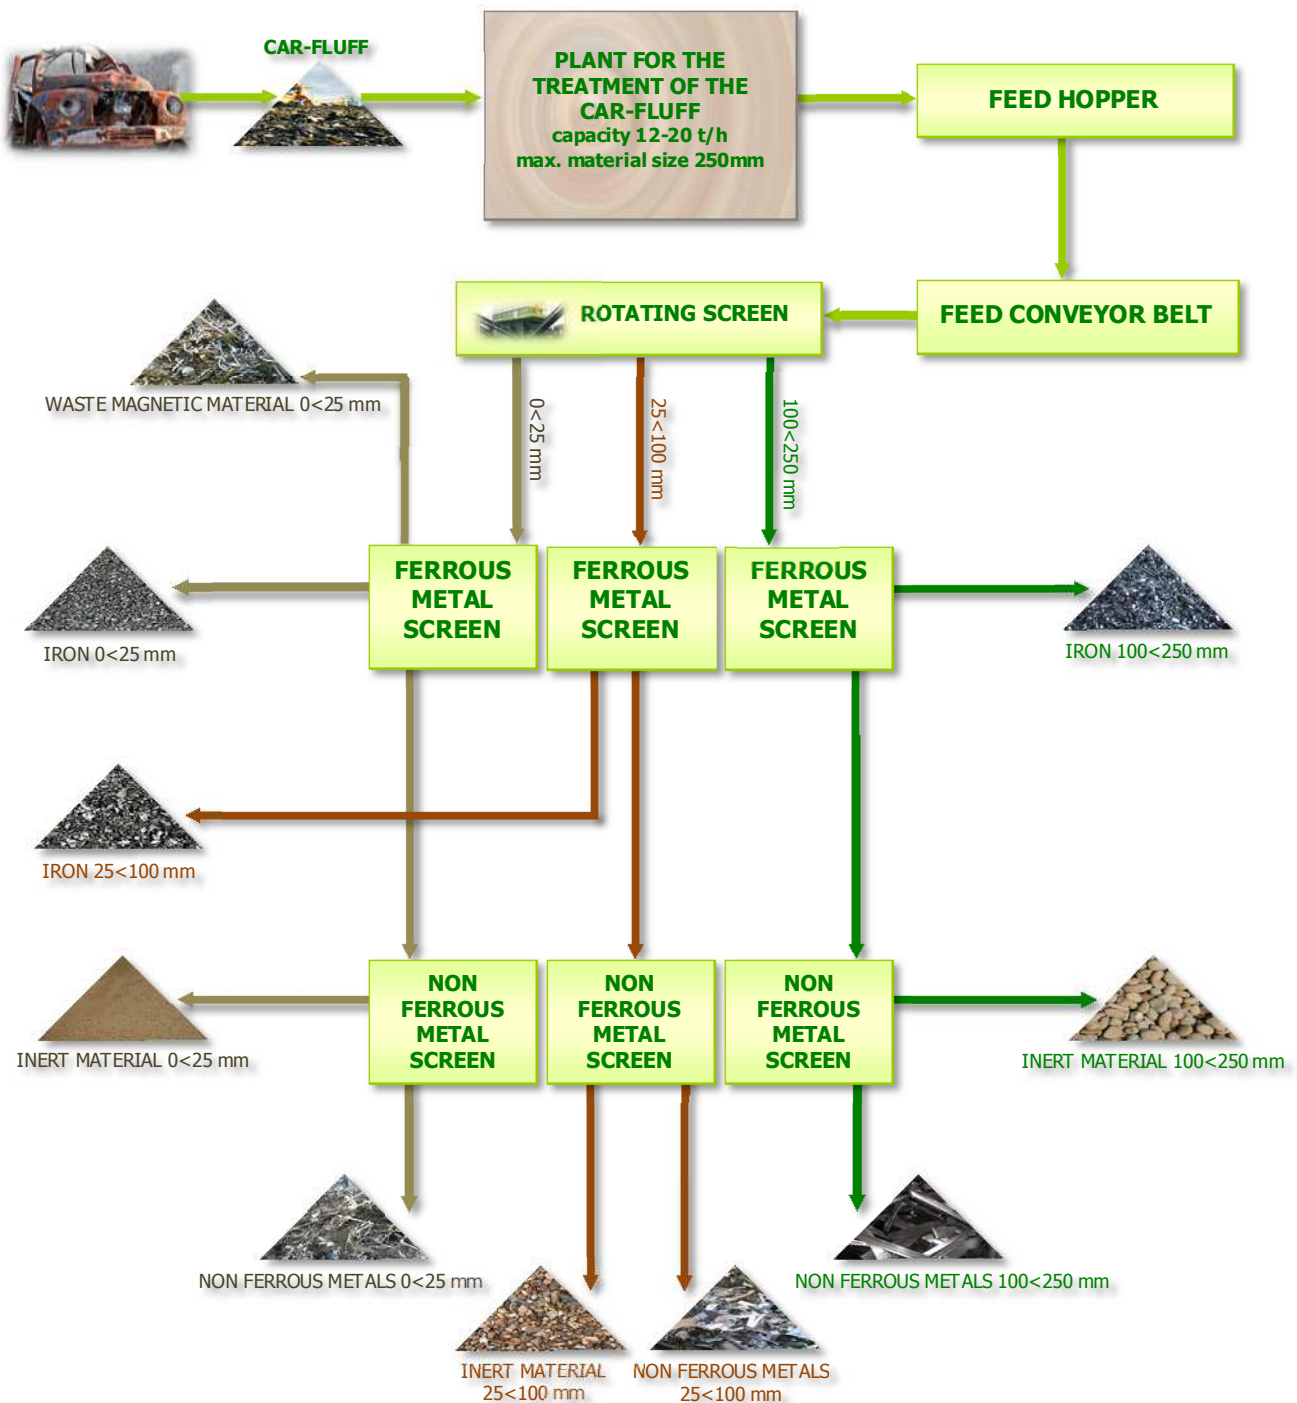 CAR-FLUFF
PLANT FOR THE
TREATMENT OF THE
CAR-FLUFF
capacity 12-20 t/h
max. material size 250mm
FEED HOPPER
ROTATING SCREEN
FEED CONVEYOR BELT
WASTE MAGNETIC MATERIAL 0<25 mm
0<25 mm
25<100 mm
100<250 mm
FERROUS
METAL
SCREEN
FERROUS
METAL
SCREEN
FERROUS
METAL
SCREEN
IRON 0<25 mm
IRON 100<250 mm
IRON 25<100 mm
NON
FERROUS
METAL
SCREEN
NON
FERROUS
METAL
SCREEN
NON
FERROUS
METAL
SCREEN
INERT MATERIAL 0<25 mm
INERT MATERIAL 100<250 mm
NON FERROUS METALS 0<25 mm
NON FERROUS METALS 100<250 mm
INERT MATERIAL
25<100 mm
NON FERROUS METALS
25<100 mm